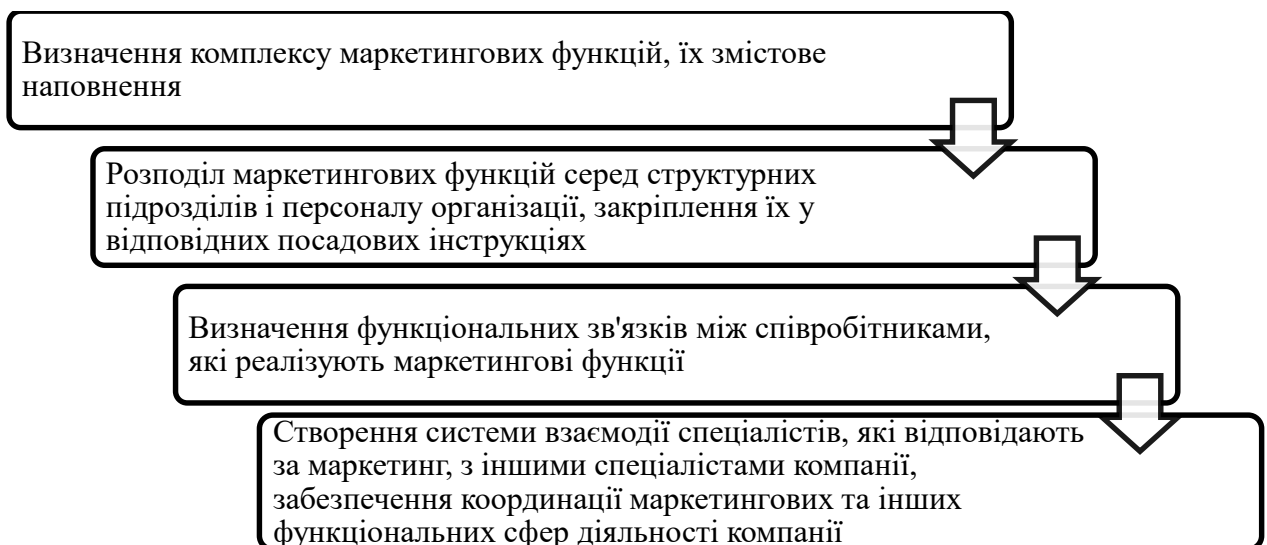 Визначення комплексу маркетингових функцій, їх змістове
наповнення
Розподіл маркетингових функцій серед структурних
підрозділів і персоналу організації, закріплення їх у
відповідних посадових інструкціях
Визначення функціональних зв'язків між співробітниками,
які реалізують маркетингові функції
Створення системи взаємодії спеціалістів, які відповідають
за маркетинг, з іншими спеціалістами компанії,
забезпечення координації маркетингових та інших
функціональних сфер діяльності компанії